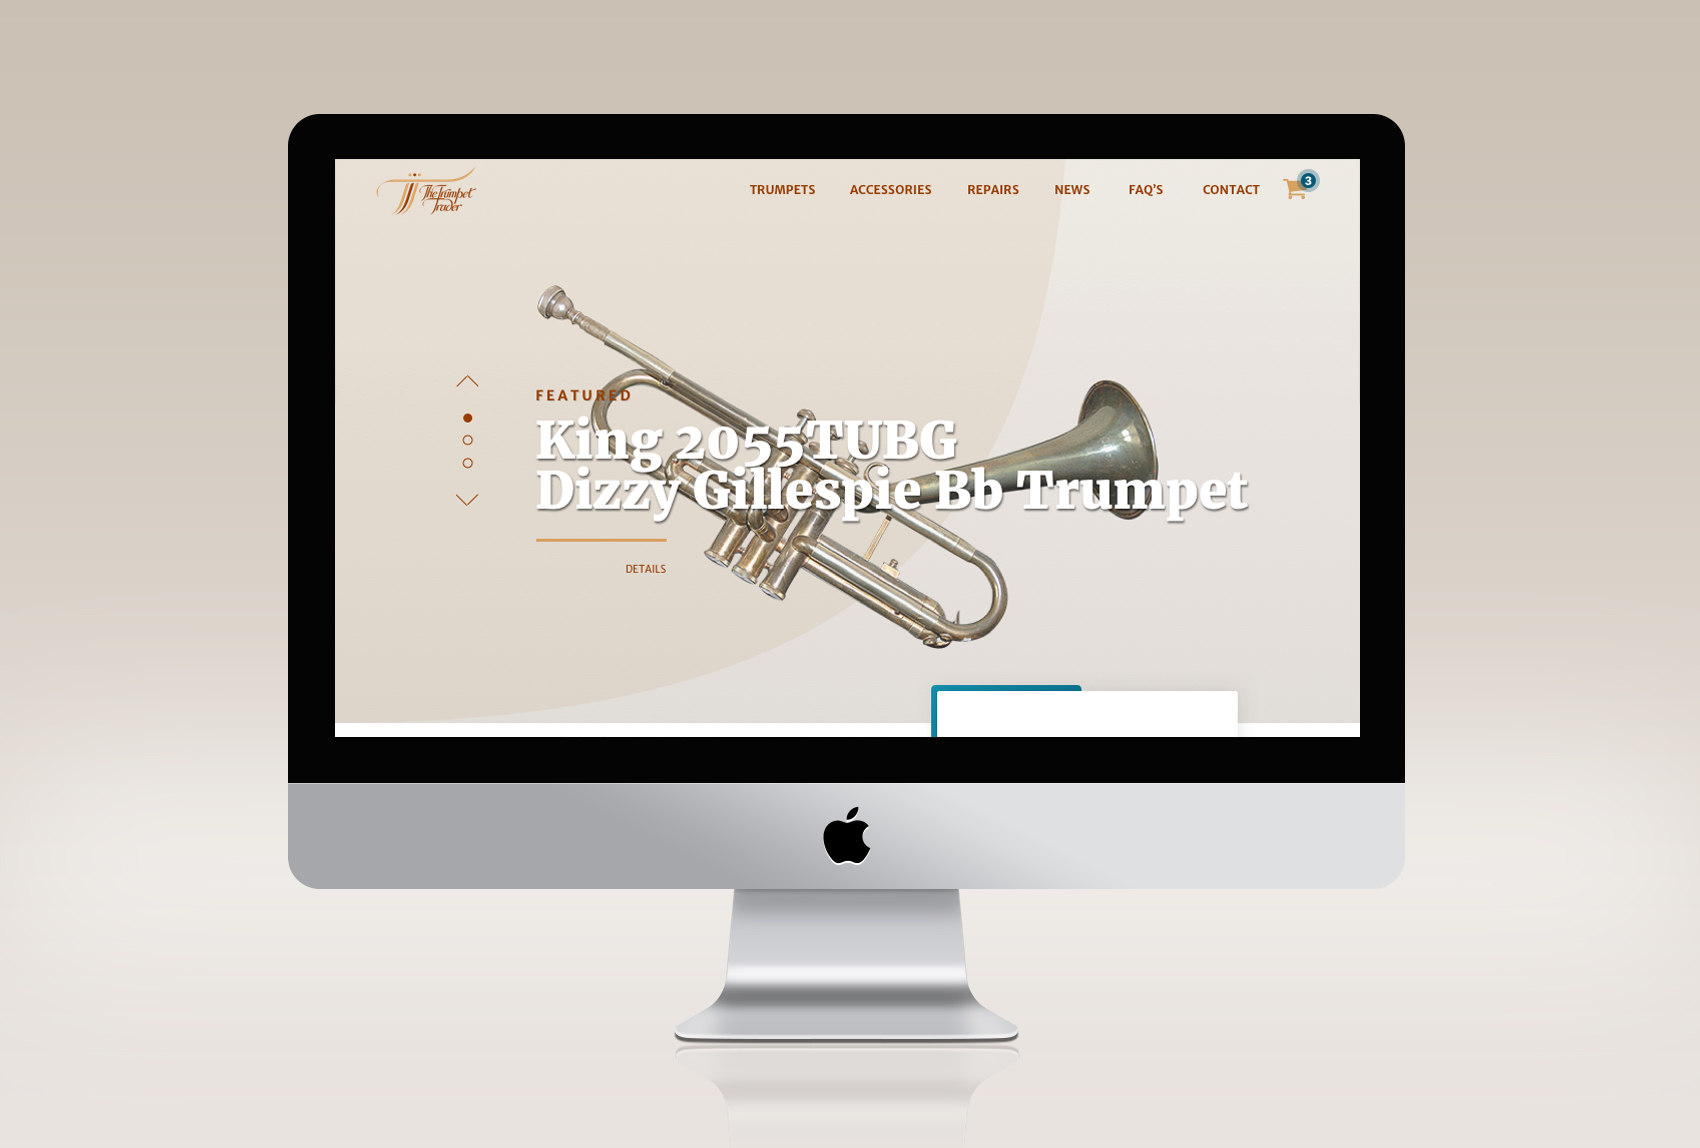 The Trumpet
Trader
TRUMPETS ACCESSORIES REPAIRS NEWS FAQ'S CONTACT 3
FEATURED
King 2055TUBG
Dizzy Gillespie Bb Trumpet
DETAILS